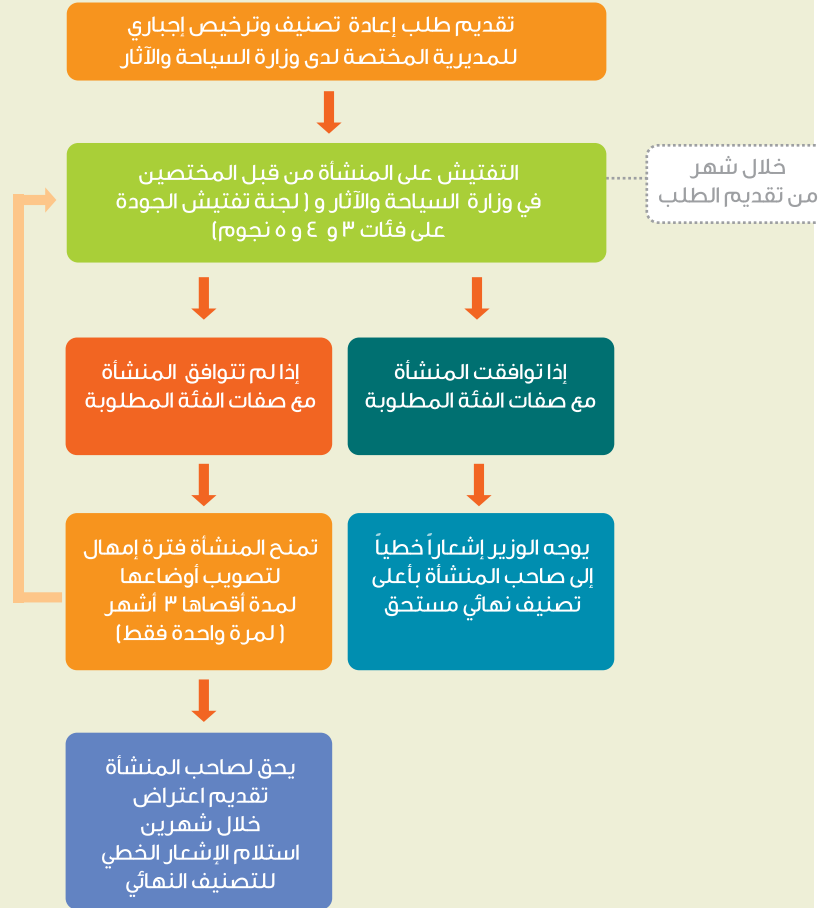 تقديم طلب إعادة تصنيف وترخيص إجباري
للمديرية المختصة لدى وزارة السياحة والآثار
التفتيش على المنشأة من قبل المختصين
في وزارة السياحة والآثار و ( لجنة تفتيش الجودة
على فئات ٣ و ٤ و ٥ نجوم)
خلال شهر
من تقديم الطلب
إذا توافقت المنشأة
مع صفات الفئة المطلوبة
إذا لم تتوافق المنشأة
مع صفات الفئة المطلوبة
يوجه الوزير إشعاراً خطياً
إلى صاحب المنشأة بأعلى
تصنيف نهائي مستحق
تمنح المنشأة فترة إمهال
لتصويب أوضاعها
لمدة أقصاها ٣ أشهر
( لمرة واحدة فقط)
يحق لصاحب المنشأة
تقديم اعتراض
خلال شهرين
استلام الإشعار الخطي
للتصنيف النهائي